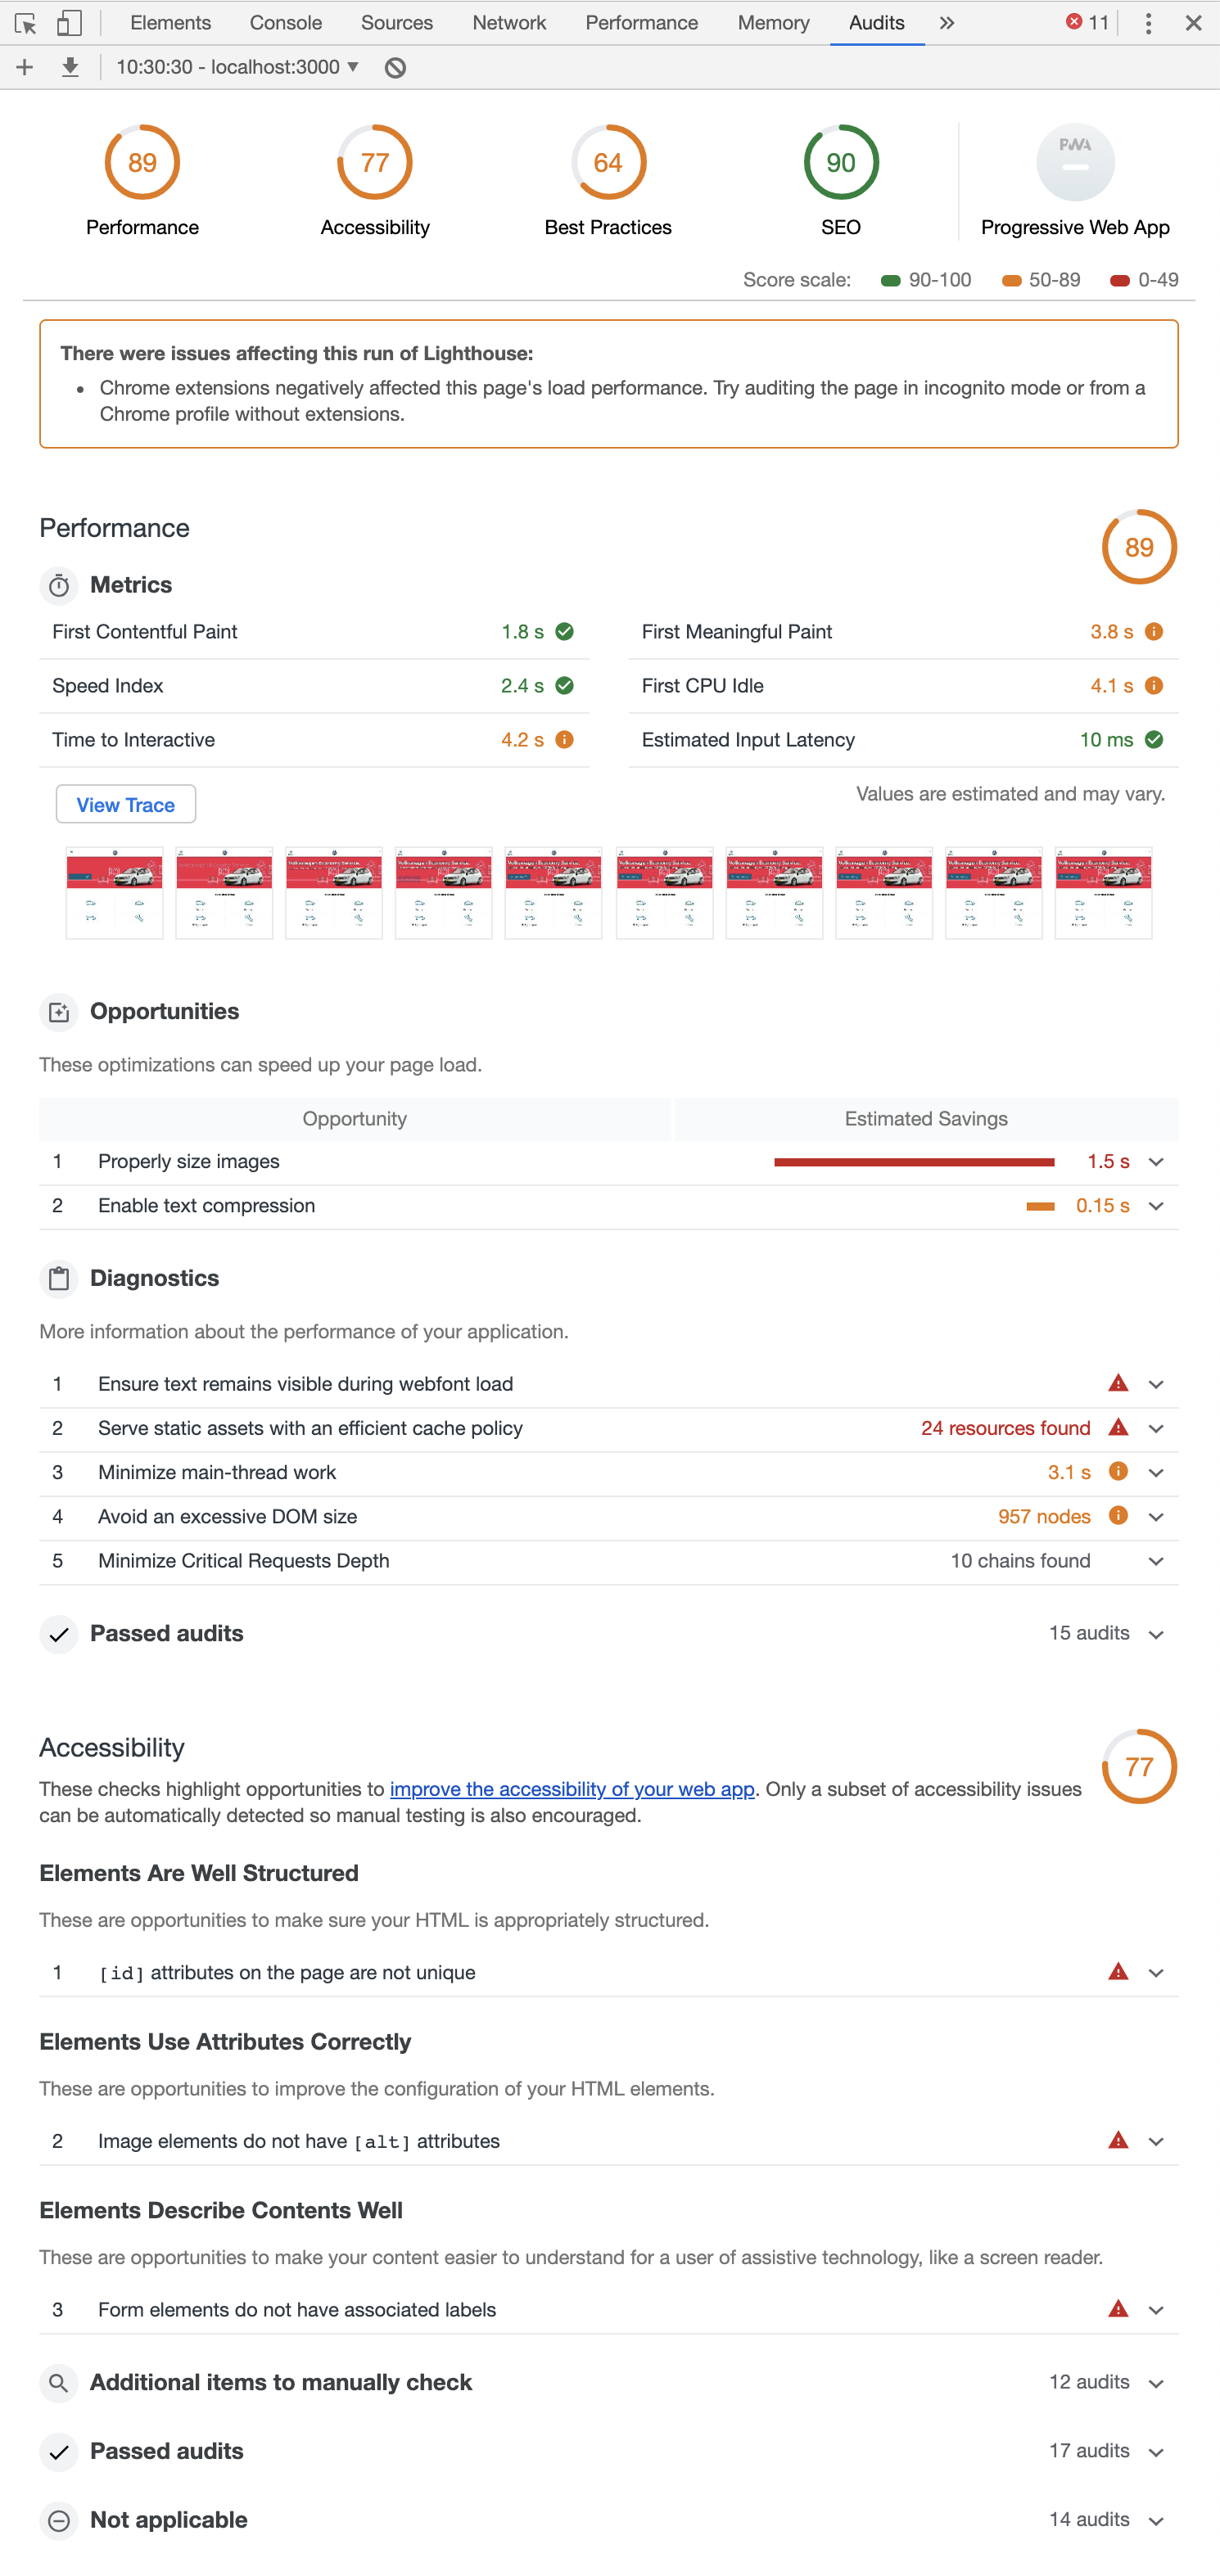 Elements Console Sources Network Performance Memory Audits » 11
10:30:30 - localhost:3000 ▼
89 77 64 90 PWA
Performance Accessibility Best Practices SEO Progressive Web App
Score scale: 90-100 50-89 0-49
There were issues affecting this run of Lighthouse:
• Chrome extensions negatively affected this page's load performance. Try auditing the page in incognito mode or from a
Chrome profile without extensions.
Performance
89
Metrics
First Contentful Paint 1.8 s First Meaningful Paint 3.8 s
Speed Index 2.4 s First CPU Idle 4.1 s
Time to Interactive 4.2 s Estimated Input Latency 10 ms
View Trace Values are estimated and may vary.
Opportunities
These optimizations can speed up your page load.
Opportunity Estimated Savings
1 Properly size images 1.5 s
2 Enable text compression 0.15 s
Diagnostics
More information about the performance of your application.
1 Ensure text remains visible during webfont load
2 Serve static assets with an efficient cache policy 24 resources found
3 Minimize main-thread work 3.1 s
4 Avoid an excessive DOM size 957 nodes
5 Minimize Critical Requests Depth 10 chains found
Passed audits 15 audits
Accessibility
77
These checks highlight opportunities to improve the accessibility of your web app. Only a subset of accessibility issues
can be automatically detected so manual testing is also encouraged.
Elements Are Well Structured
These are opportunities to make sure your HTML is appropriately structured.
1 [id] attributes on the page are not unique
Elements Use Attributes Correctly
These are opportunities to improve the configuration of your HTML elements.
2 Image elements do not have [alt] attributes
Elements Describe Contents Well
These are opportunities to make your content easier to understand for a user of assistive technology, like a screen reader.
3 Form elements do not have associated labels
Additional items to manually check 12 audits
Passed audits 17 audits
Not applicable 14 audits